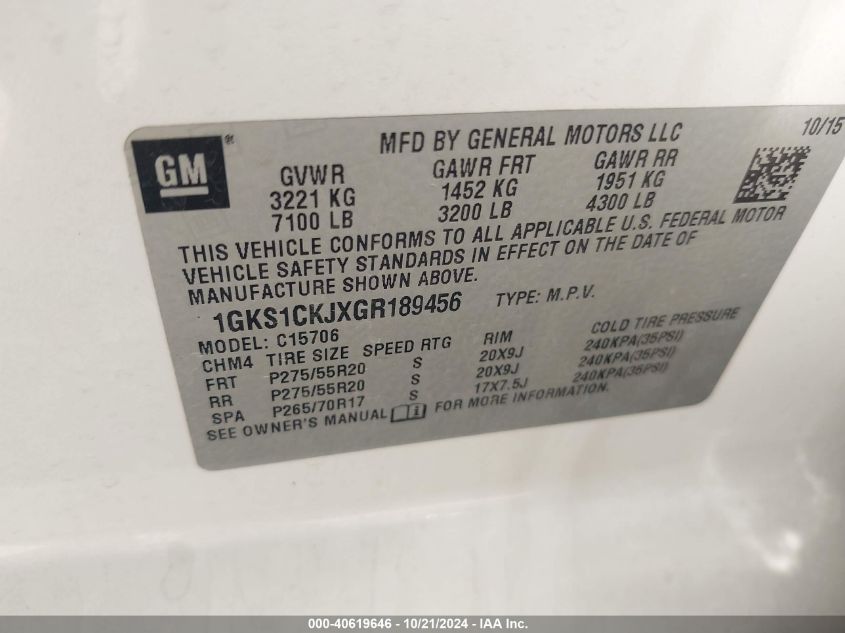 MFD BY GENERAL MOTORS LLC
10/15
GM®
GVWR GAWR FRT GAWR RR
3221 KG 1452 KG 1951 KG
7100 LB 3200 LB 4300 LB
THIS VEHICLE CONFORMS TO ALL APPLICABLE U.S. FEDERAL MOTOR
VEHICLE SAFETY STANDARDS IN EFFECT ON THE DATE OF
MANUFACTURE SHOWN ABOVE.
1GKS1CKJXGR189456 TYPE: M.P.V.
MODEL: C15706
CHM4 TIRE SIZE SPEED RTG RIM COLD TIRE PRESSURE
FRT P275/55R20 S 20X9J 240KPA(35PSI)
RR P275/55R20 S 20X9J 240KPA(35PSI)
SPA P265/70R17 S 17X7.5J 240KPA(35PSI)
SEE OWNER'S MANUAL FOR MORE INFORMATION.
000-40619646 - 10/21/2024 - IAA Inc.